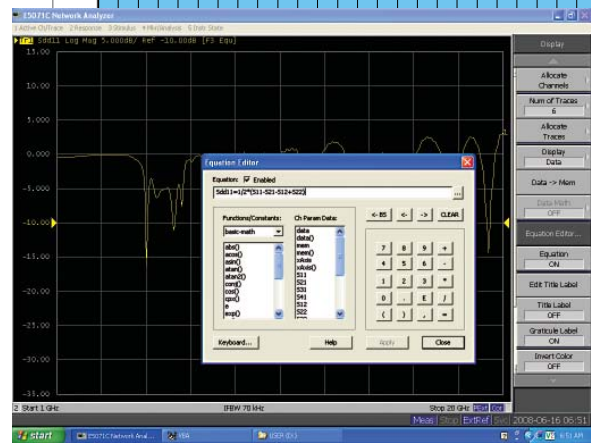 E5071C Network Analyzer
1 Active Ch/Trace 2 Response 3 Stimulus 4 Mkr/Analysis 5 Instr State
Tr1 Sdd11 Log Mag 5.000dB/ Ref -10.00dB [F3 Equ]
15.00
10.00
5.000
0.000
-5.000
-10.00
-15.00
-20.00
-25.00
-30.00
-35.00
Equation Editor
Equation: Enabled
Sdd11=1/2*(S11-S21-S12+S22)
...
Functions/Constants:
basic-math
abs()
acos()
asin()
atan()
atan2()
conj()
cos()
cpx()
e
exp()
Ch Param Data:
data
data()
mem
mem()
xAxis
xAxis()
S11
S21
S31
S41
S12
S22
<-BS <- -> CLEAR
7 8 9 +
4 5 6 -
1 2 3 *
0 . E /
( ) , =
Keyboard... Help Apply Close
Display
Allocate
Channels
Num of Traces
6
Allocate
Traces
Display
Data
Data -> Mem
Data Math
OFF
Equation Editor...
Equation
ON
Edit Title Label
Title Label
OFF
Graticule Label
ON
Invert Color
OFF
2 Start 1 GHz IFBW 70 kHz Stop 20 GHz
Meas Stop ExtRef Svc 2008-06-16 06:51
start E5071C Network Anal... VBA USER (D:) 6:51 AM